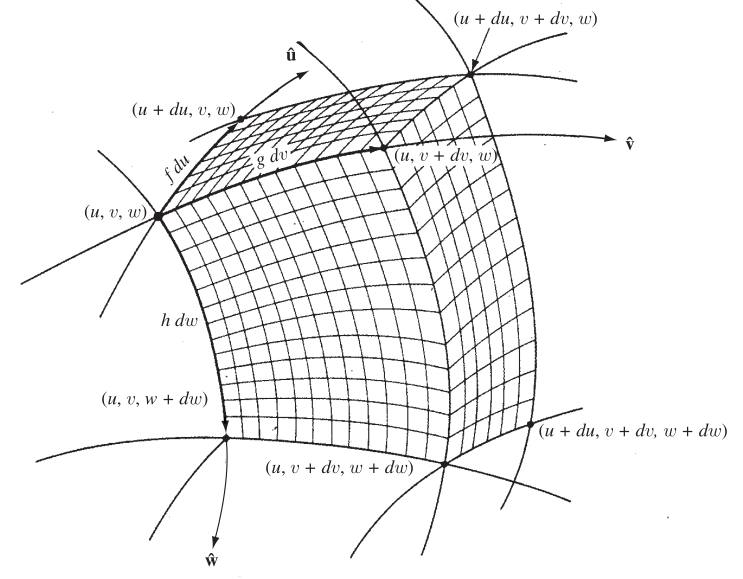 (u + du, v + dv, w)
û
(u + du, v, w)
v̂
f du
g dv
(u, v + dv, w)
(u, v, w)
h dw
(u, v, w + dw)
(u + du, v + dv, w + dw)
(u, v + dv, w + dw)
ŵ